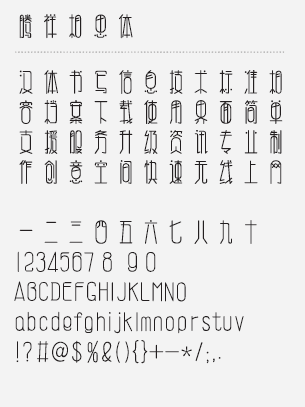 腾祥相思体
汉体书写信息技术标准相
容档案下载使用界面简单
支援服务升级资讯专业制
作创意空间快速无线上网
一二三四五六七八九十
1234567890
ABCDEFGHIJKLMNO
abcdefghijklmnoprstuv
!?#@$%&(){}+-*/;,.